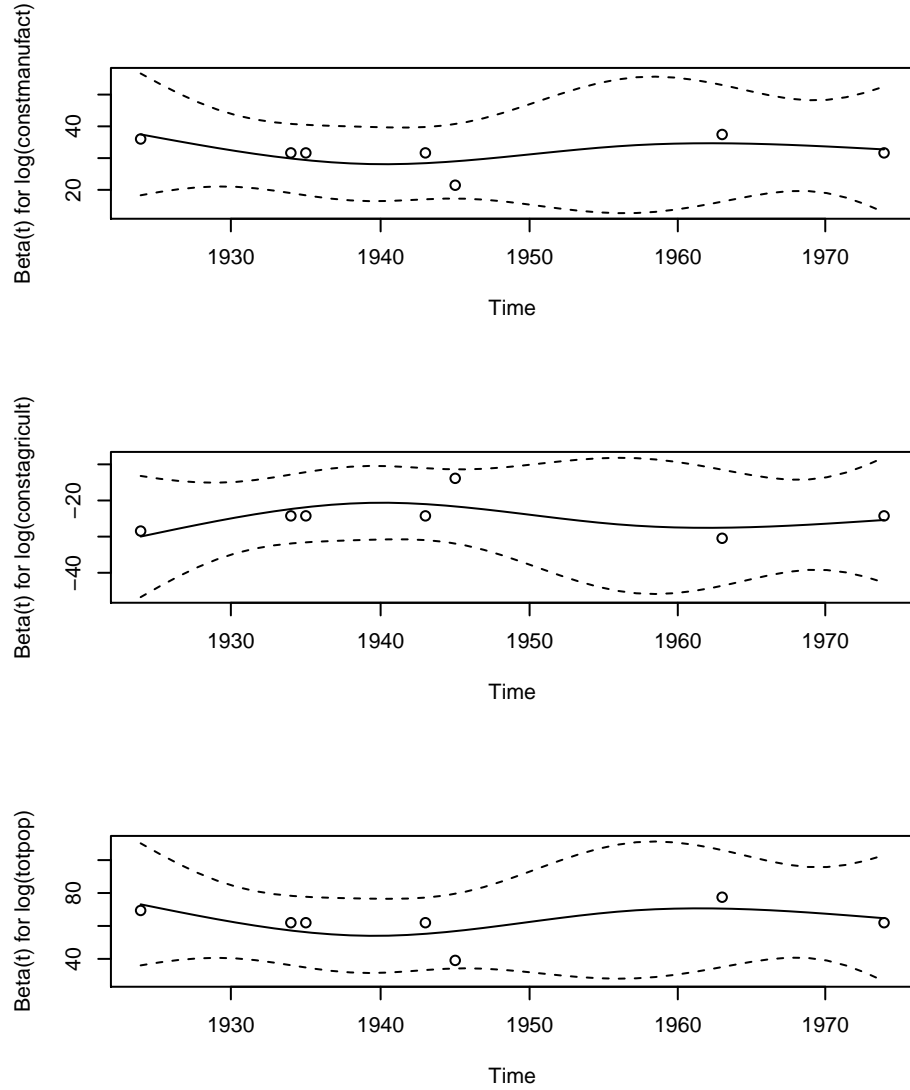 Beta(t) for log(constmanufact)
40
20
1930 1940 1950 1960 1970
Time
Beta(t) for log(constagricult)
−20
−40
1930 1940 1950 1960 1970
Time
Beta(t) for log(totpop)
80
40
1930 1940 1950 1960 1970
Time